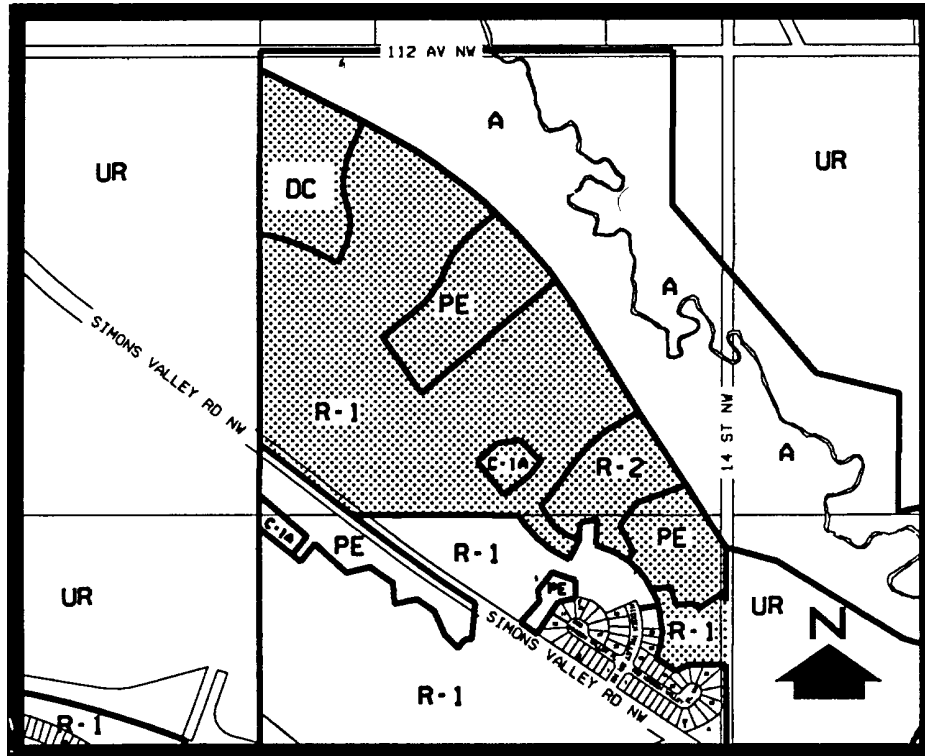 112 AV NW
A
UR
UR
DC
A
PE
SIMONS VALLEY RD NW
R-1
14 ST NW
C-1A
R-2
A
C-1A
PE
R-1
PE
PE
UR
UR
N
R-1
SIMONS VALLEY RD NW
R-1
R-1